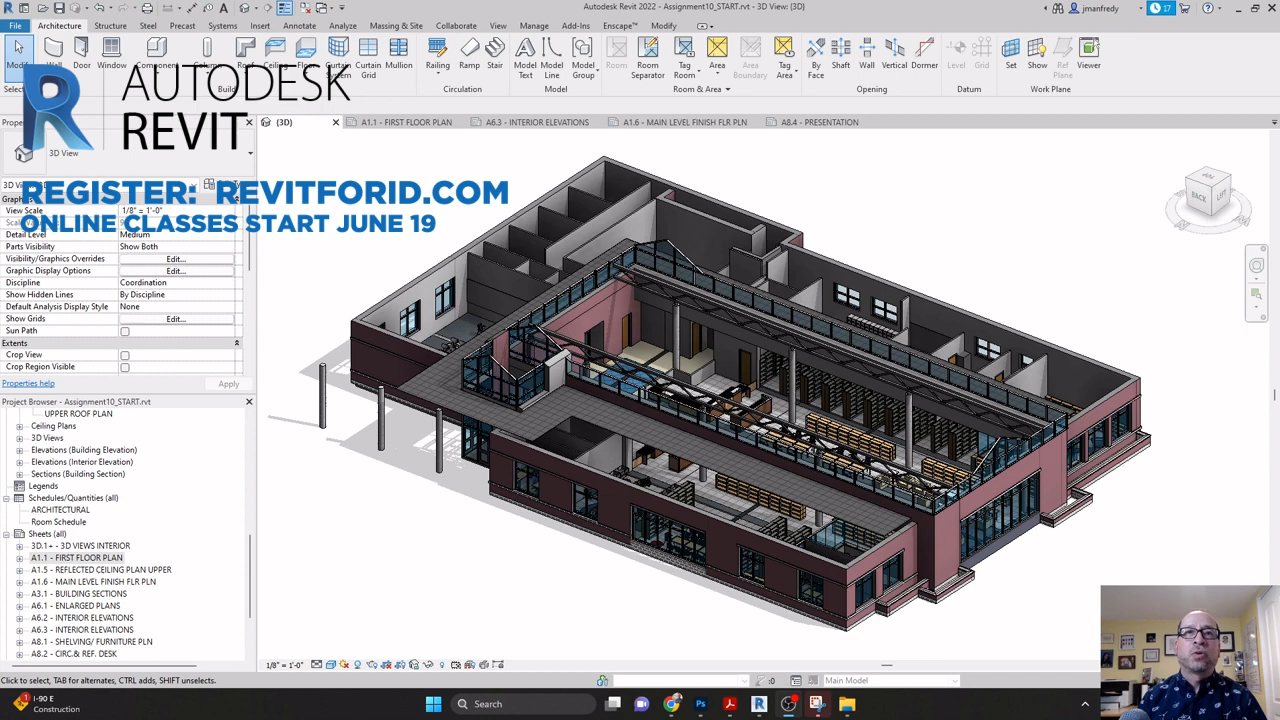 Autodesk Revit 2022 - Assignment10_START.rvt - 3D View: {3D}
jmanfredy
17
File
Architecture
Structure
Steel
Precast
Systems
Insert
Annotate
Analyze
Massing & Site
Collaborate
View
Manage
Add-Ins
Enscape™
Modify
Modify
Wall
Door
Window
Component
Column
Roof
Ceiling
Floor
Curtain System
Curtain Grid
Mullion
Railing
Ramp
Stair
Model Text
Model Line
Model Group
Room
Room Separator
Tag Room
Area
Area Boundary
Tag Area
By Face
Shaft
Wall
Vertical
Dormer
Level
Grid
Set
Show
Ref Plane
Viewer
Build
Circulation
Model
Room & Area
Opening
Datum
Work Plane
AUTODESK
REVIT
REGISTER: REVITFORID.COM
ONLINE CLASSES START JUNE 19
{3D}
A1.1 - FIRST FLOOR PLAN
A6.3 - INTERIOR ELEVATIONS
A1.6 - MAIN LEVEL FINISH FLR PLN
A8.4 - PRESENTATION
3D View
View Scale 1/8" = 1'-0"
Detail Level Medium
Parts Visibility Show Both
Visibility/Graphics Overrides Edit...
Graphic Display Options Edit...
Discipline Coordination
Show Hidden Lines By Discipline
Default Analysis Display Style None
Show Grids Edit...
Sun Path
Extents
Crop View
Crop Region Visible
Properties help
Apply
Project Browser - Assignment10_START.rvt
UPPER ROOF PLAN
Ceiling Plans
3D Views
Elevations (Building Elevation)
Elevations (Interior Elevation)
Sections (Building Section)
Legends
Schedules/Quantities (all)
ARCHITECTURAL
Room Schedule
Sheets (all)
3D.1+ - 3D VIEWS INTERIOR
A1.1 - FIRST FLOOR PLAN
A1.5 - REFLECTED CEILING PLAN UPPER
A1.6 - MAIN LEVEL FINISH FLR PLN
A3.1 - BUILDING SECTIONS
A6.1 - ENLARGED PLANS
A6.2 - INTERIOR ELEVATIONS
A6.3 - INTERIOR ELEVATIONS
A8.1 - SHELVING/ FURNITURE PLN
A8.2 - CIRC.& REF. DESK
BACK
1/8" = 1'-0"
Click to select, TAB for alternates, CTRL adds, SHIFT unselects.
:0
Main Model
I-90 E
Construction
Search